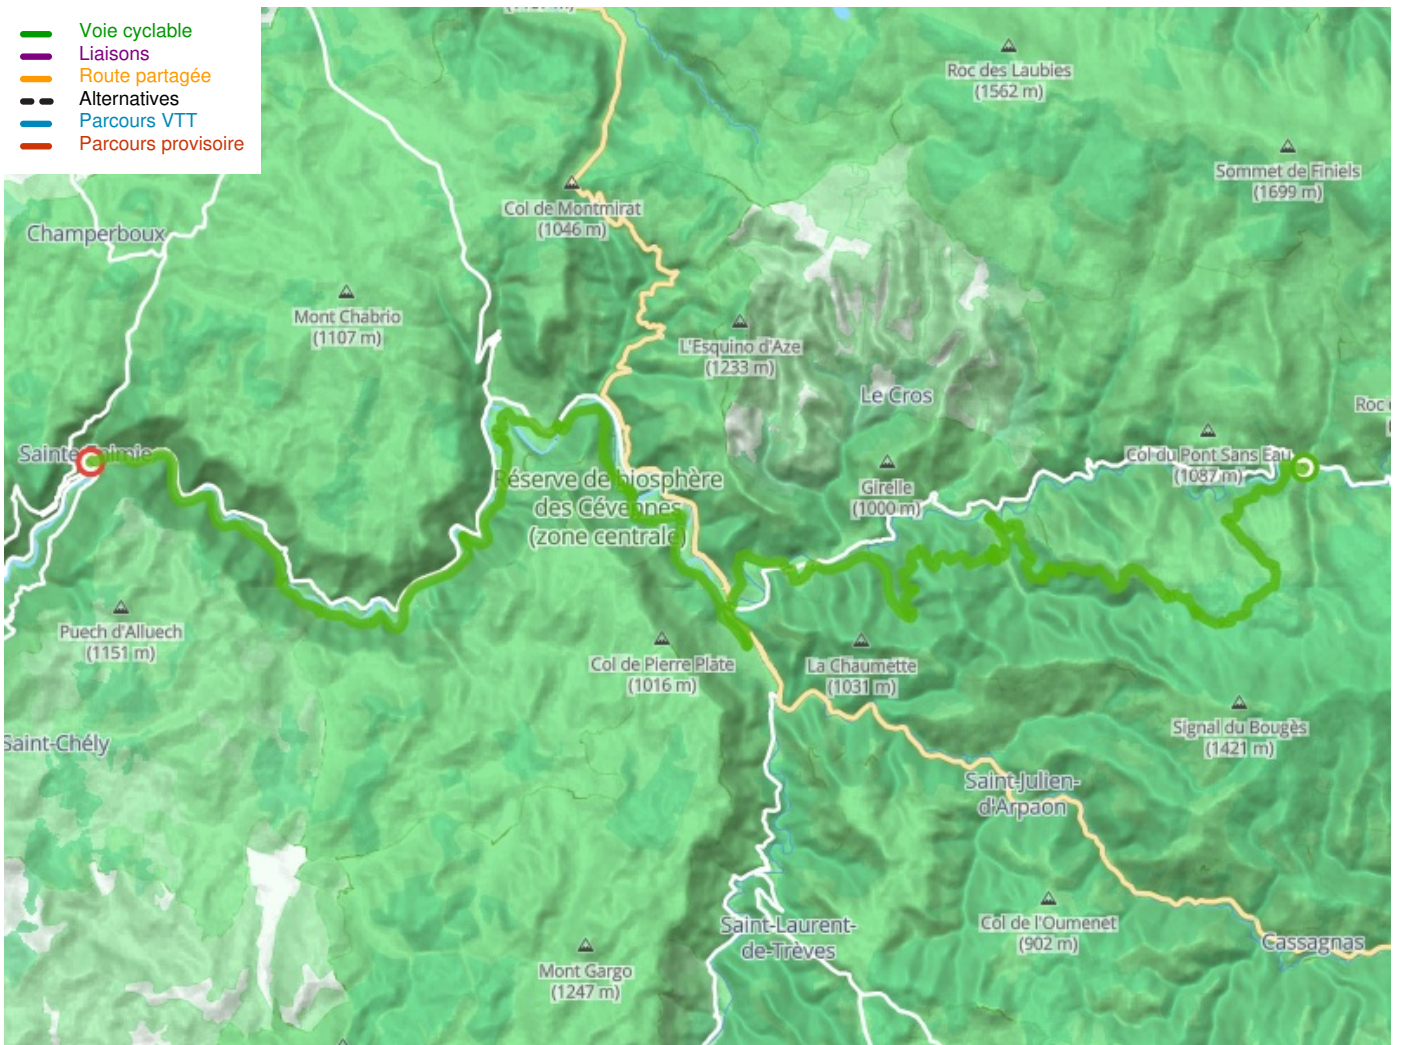 Voie cyclable
Liaisons
Route partagée
Alternatives
Parcours VTT
Parcours provisoire
Roc des Laubies
(1562 m)
Sommet de Finiels
(1699 m)
Col de Montmirat
(1046 m)
Champerboux
Mont Chabrio
(1107 m)
L'Esquino d'Aze
(1233 m)
Le Cros
Roc
Col du Pont Sans Eau
(1087 m)
Girelle
(1000 m)
Réserve de biosphère
des Cévennes
(zone centrale)
Puech d'Alluech
(1151 m)
Col de Pierre Plate
(1016 m)
La Chaumette
(1031 m)
Signal du Bougès
(1421 m)
Saint-Chély
Saint-Julien-
d'Arpaon
Saint-Laurent-
de-Trèves
Col de l'Oumenet
(902 m)
Cassagnas
Mont Gargo
(1247 m)